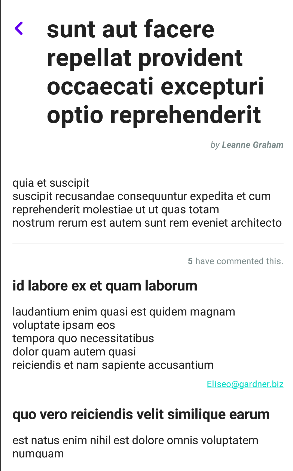 sunt aut facere
repellat provident
occaecati excepturi
optio reprehenderit
by Leanne Graham
quia et suscipit
suscipit recusandae consequuntur expedita et cum
reprehenderit molestiae ut ut quas totam
nostrum rerum est autem sunt rem eveniet architecto
5 have commented this.
id labore ex et quam laborum
laudantium enim quasi est quidem magnam
voluptate ipsam eos
tempora quo necessitatibus
dolor quam autem quasi
reiciendis et nam sapiente accusantium
Eliseo@gardner.biz
quo vero reiciendis velit similique earum
est natus enim nihil est dolore omnis voluptatem
numquam